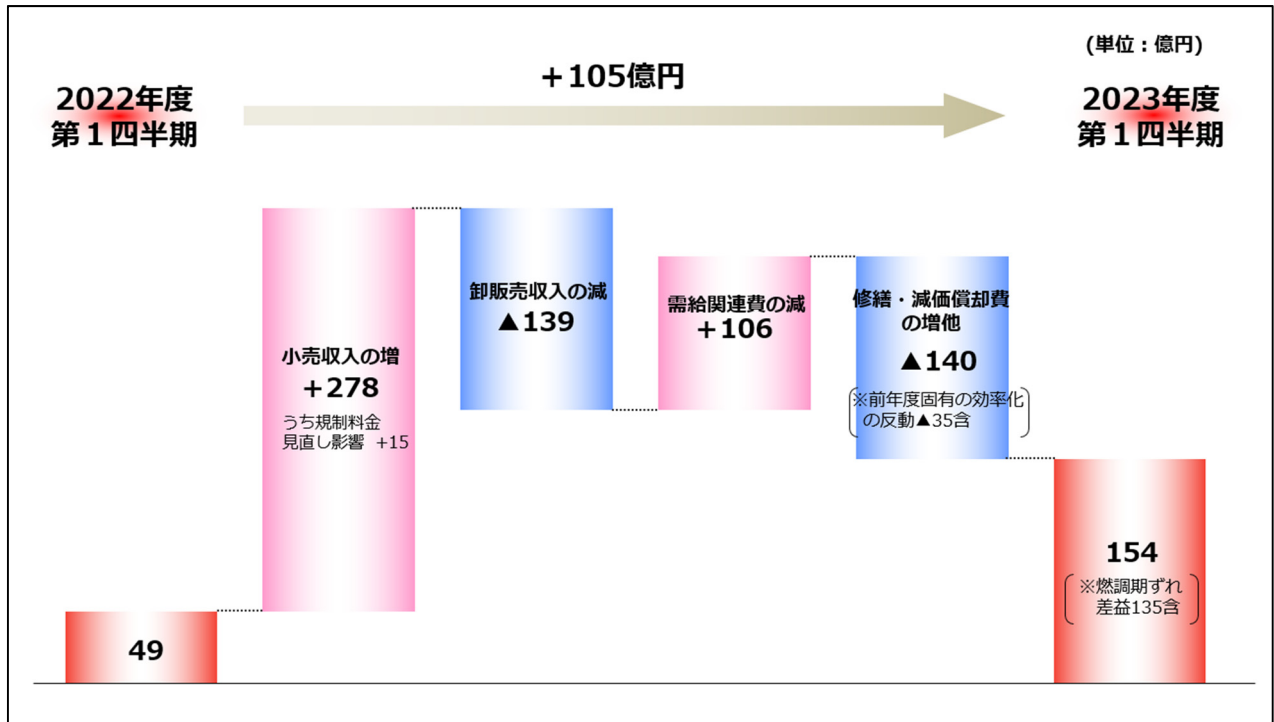 (単位：億円)
＋105億円
2022年度
第１四半期
2023年度
第１四半期
小売収入の増
＋278
うち規制料金
見直し影響 +15
卸販売収入の減
▲139
需給関連費の減
＋106
修繕・減価償却費
の増他
▲140
※前年度固有の効率化
の反動▲35含
49
154
※燃調期ずれ
差益135含